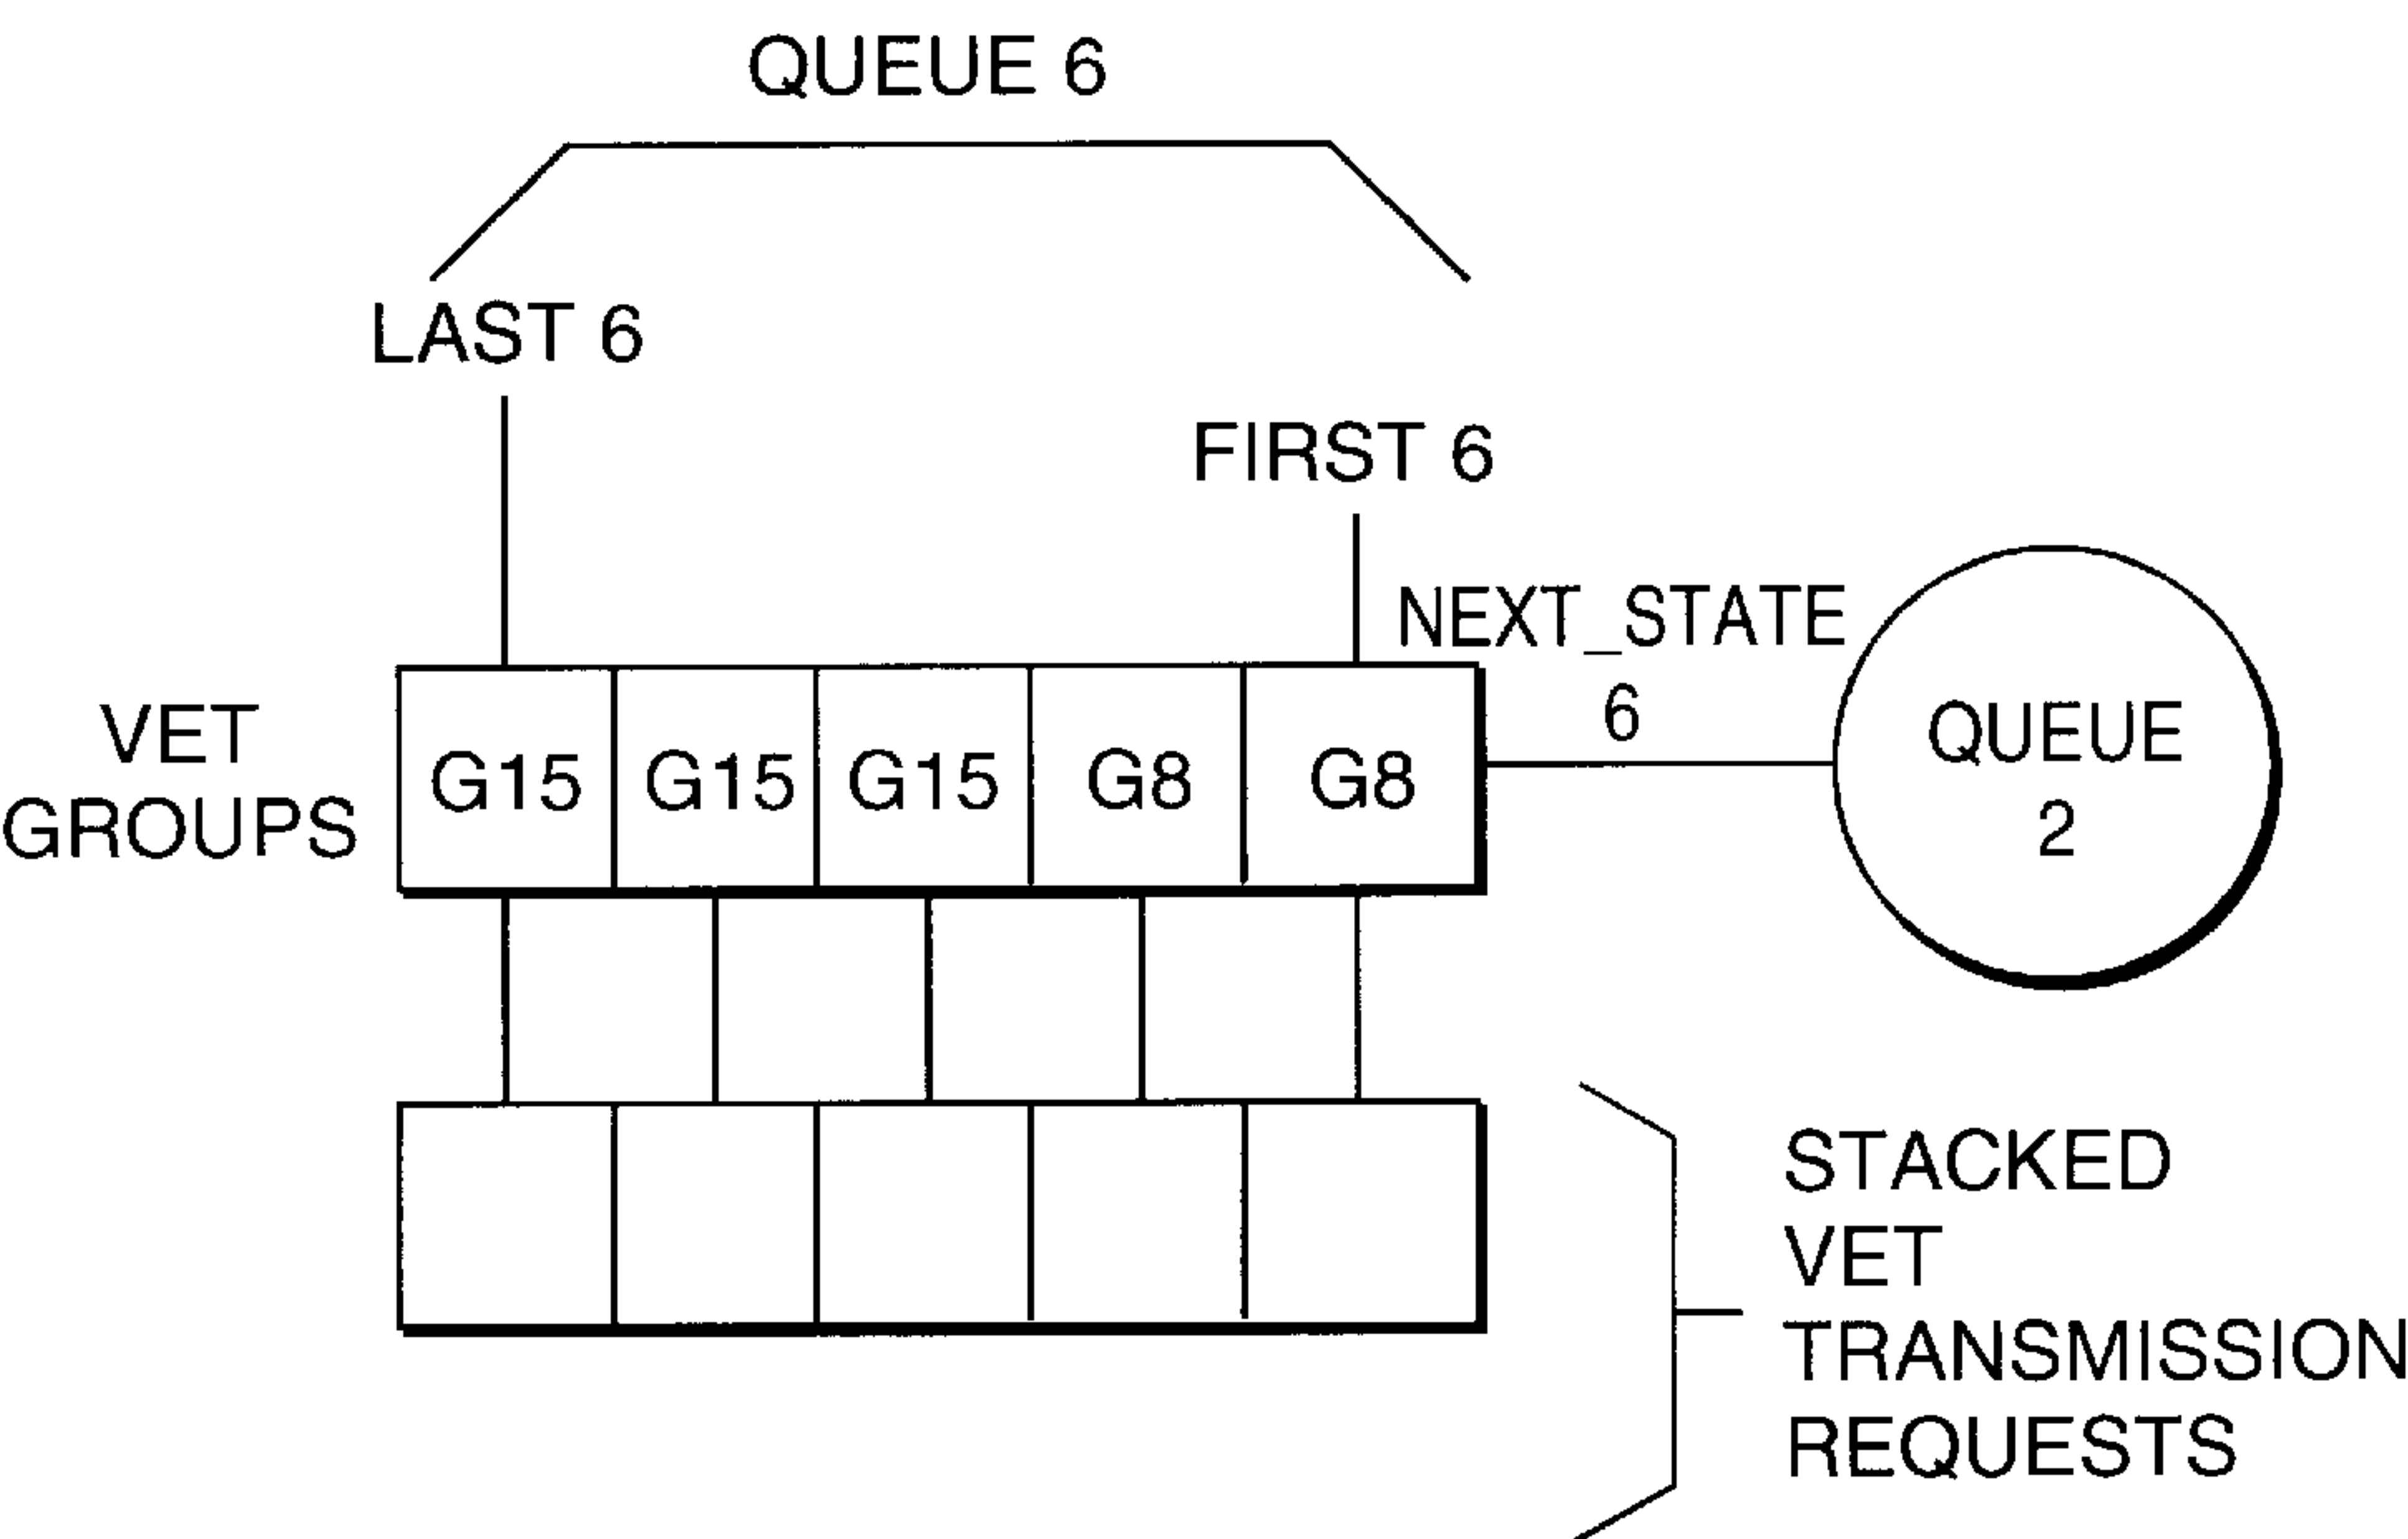 QUEUE 6
LAST 6
FIRST 6
NEXT_STATE
6
VET
GROUPS
G15 G15 G15 G8 G8
QUEUE
2
STACKED
VET
TRANSMISSION
REQUESTS